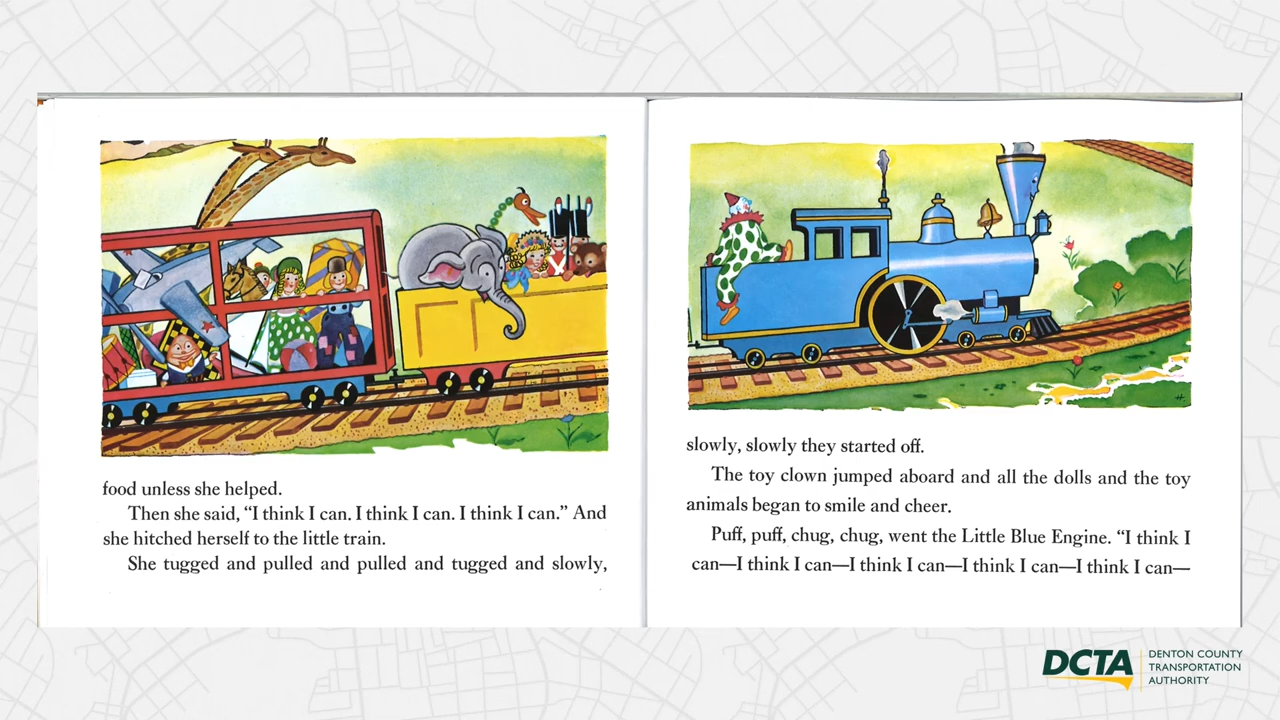 food unless she helped.
Then she said, “I think I can. I think I can. I think I can.” And
she hitched herself to the little train.
She tugged and pulled and pulled and tugged and slowly,
slowly, slowly they started off.
The toy clown jumped aboard and all the dolls and the toy
animals began to smile and cheer.
Puff, puff, chug, chug, went the Little Blue Engine. “I think I
can—I think I can—I think I can—I think I can—I think I can—
H.
DCTA
DENTON COUNTY
TRANSPORTATION
AUTHORITY